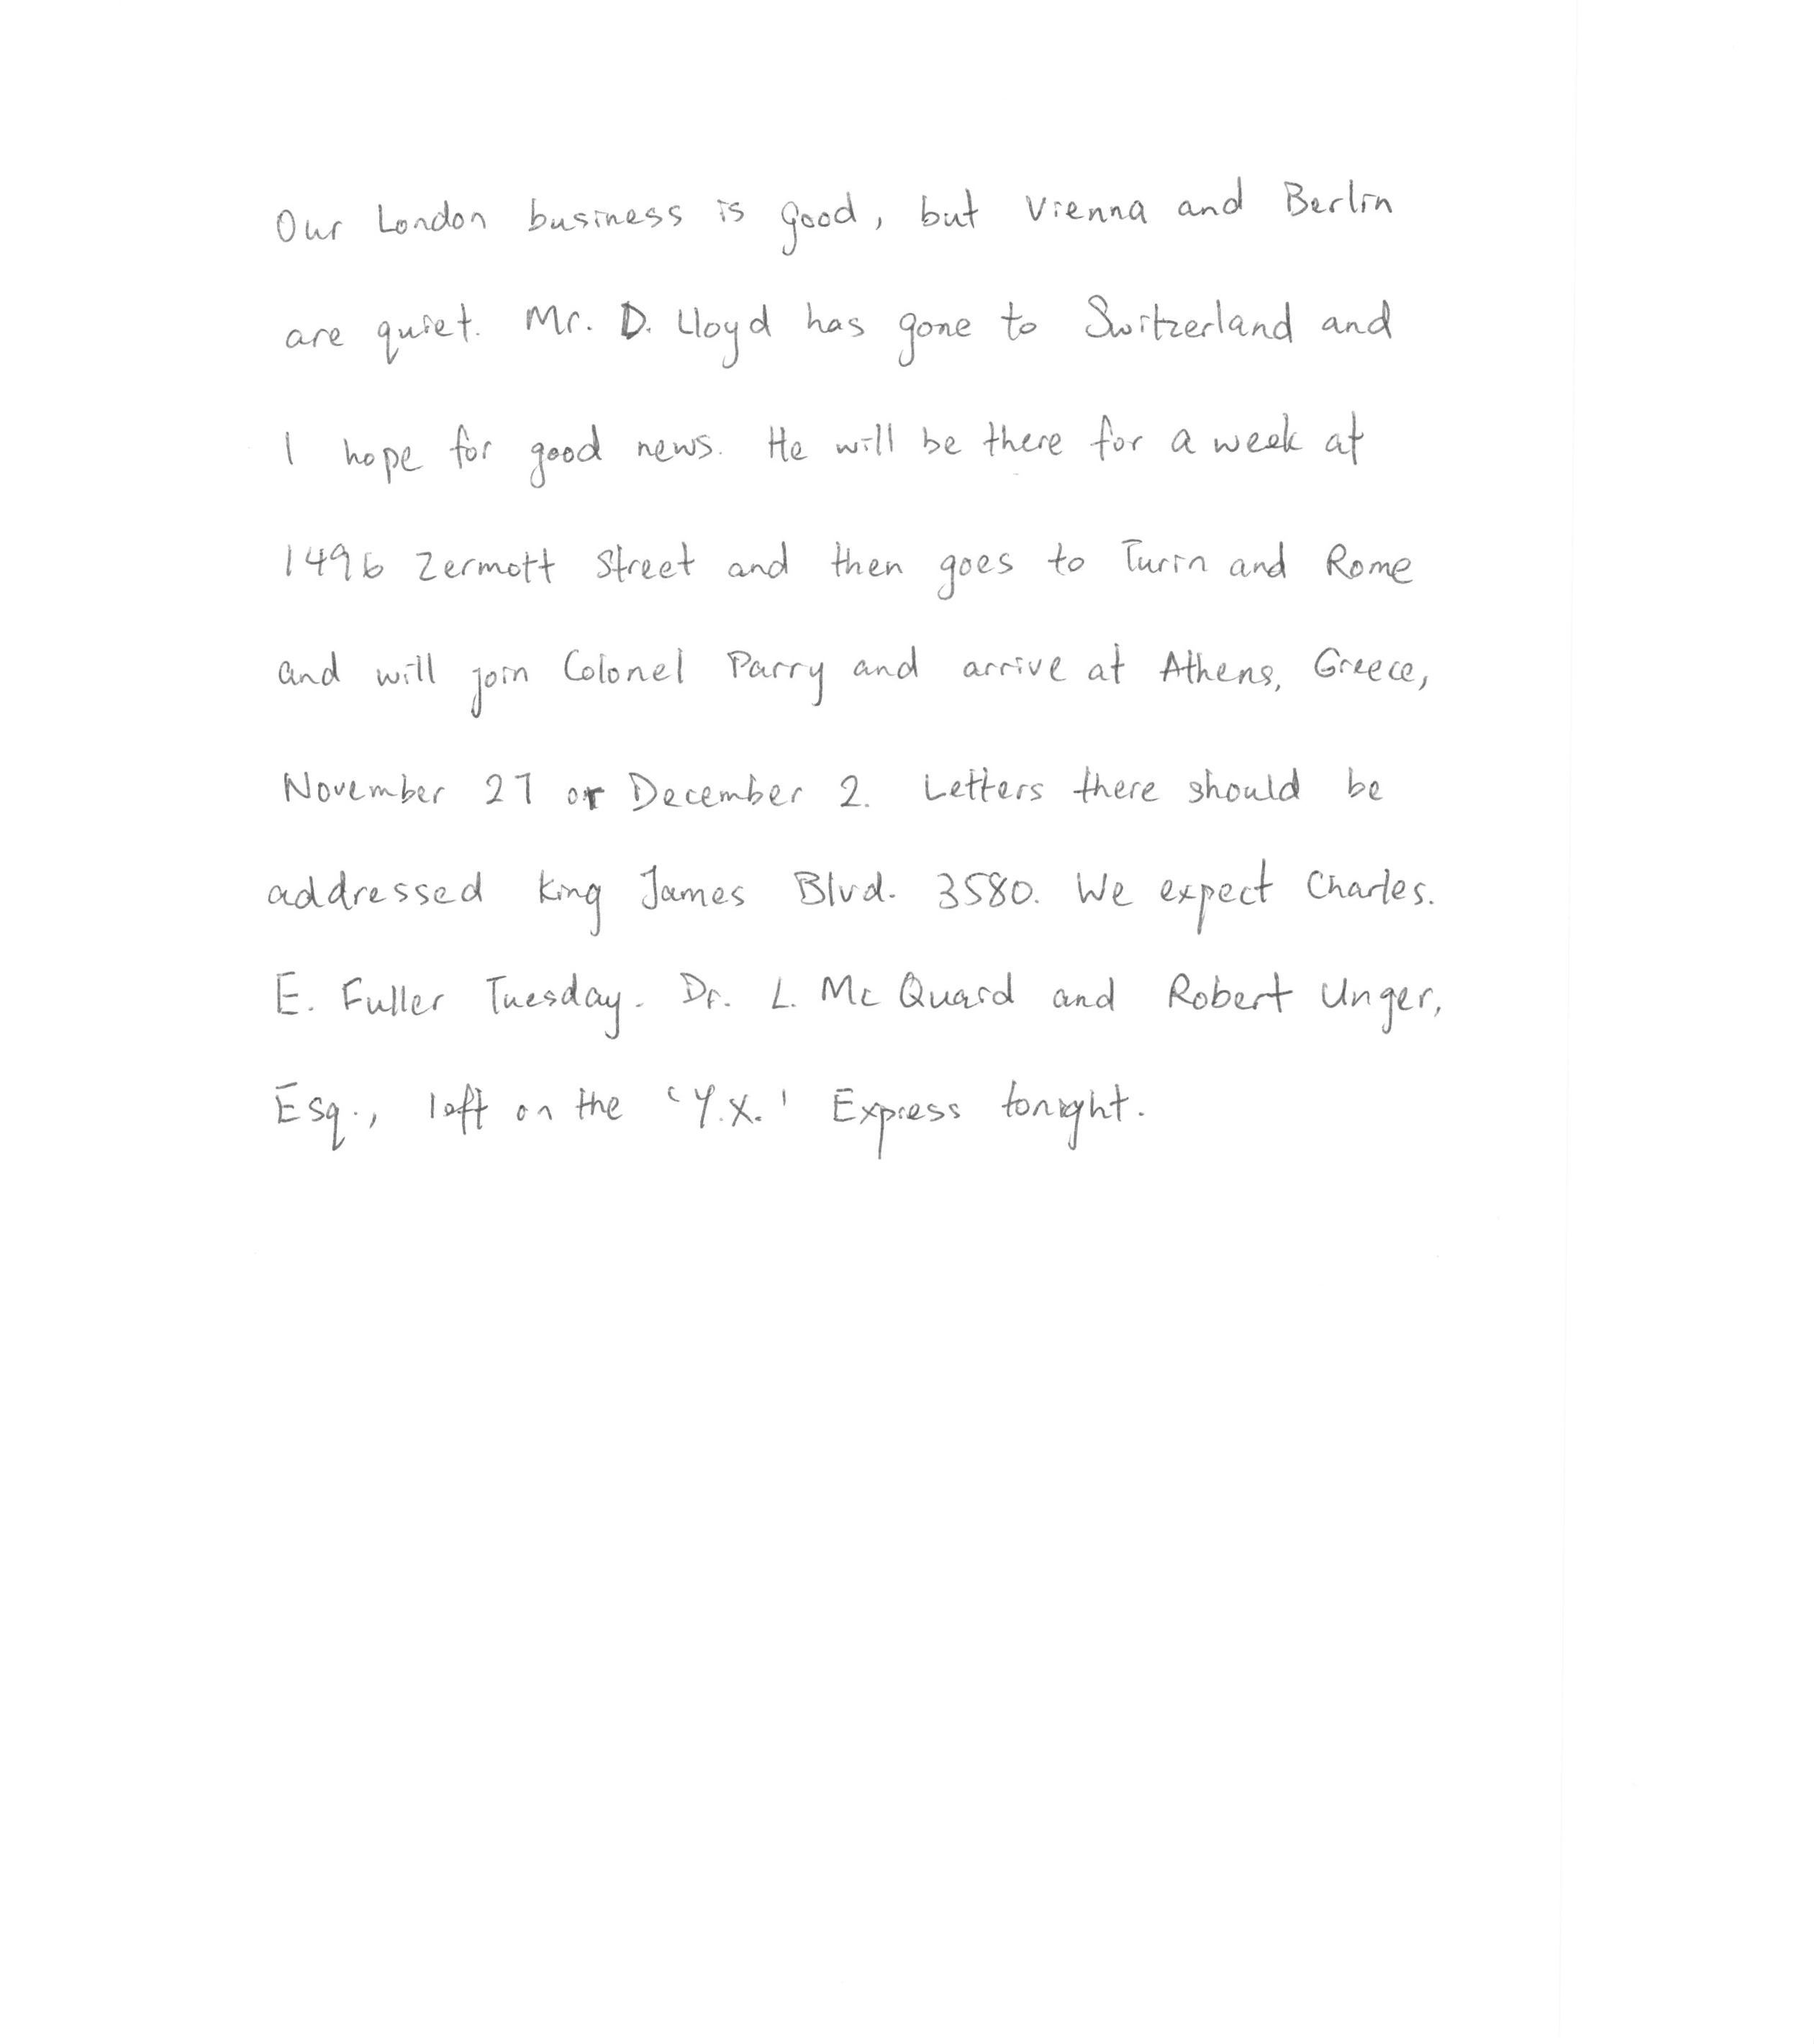 Our London business is good, but Vienna and Berlin
are quiet. Mr. D. Lloyd has gone to Switzerland and
I hope for good news. He will be there for a week at
1496 Zermott Street and then goes to Turin and Rome
and will join Colonel Parry and arrive at Athens, Greece,
November 27 or December 2. Letters there should be
addressed King James Blvd. 3580. We expect Charles.
E. Fuller Tuesday. Dr. L. Mc Quard and Robert Unger,
Esq., left on the 'Y.X.' Express tonight.